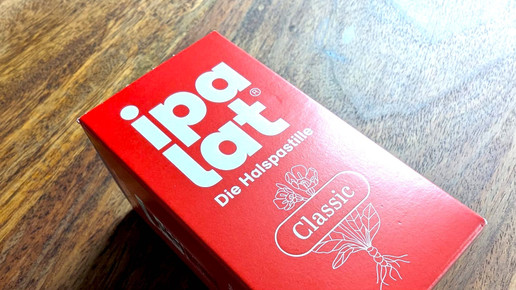 ipa
lat®
Die Halspastille
Classic